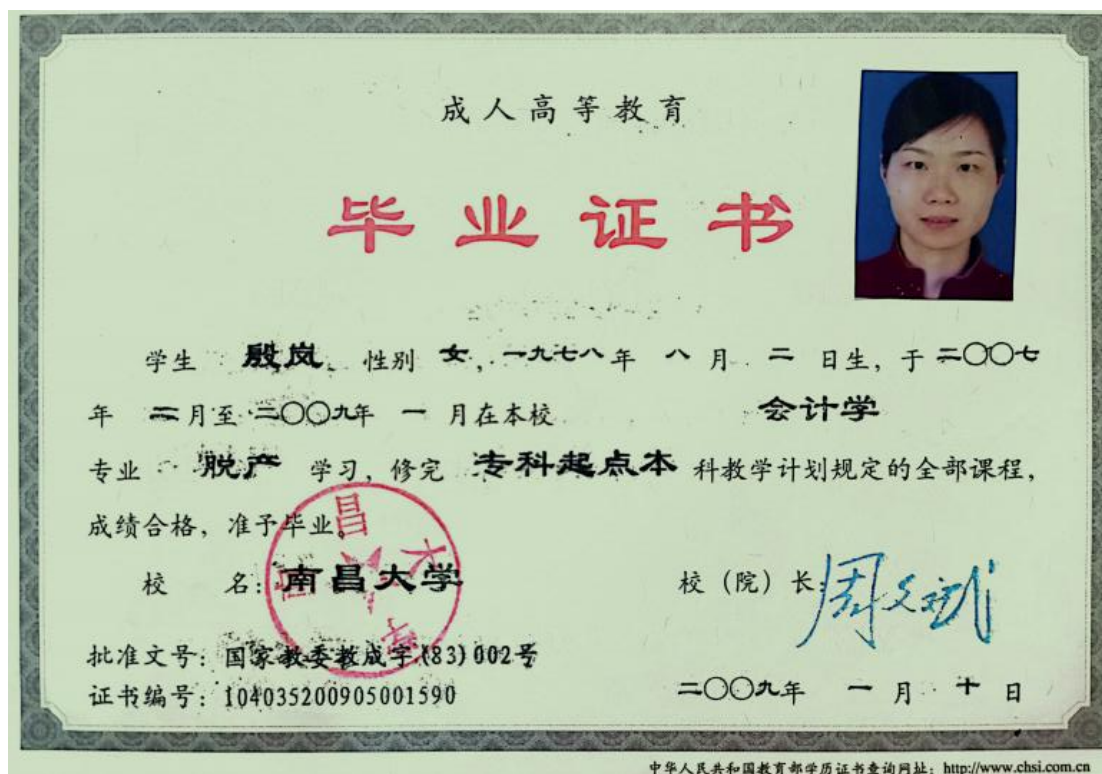 成人高等教育
毕业证书
学生 殷岚 性别 女,一九七八年 八月 二日生,于二〇〇七
年 二月至二〇〇九年 一月在本校 会计学
专业 脱产 学习,修完 专科起点本 科教学计划规定的全部课程,
成绩合格,准予毕业。
校 名:南昌大学 校(院)长:周文斌
批准文号:国家教委教成字(83)002号
证书编号:104035200905001590 二〇〇九年 一月十日
南昌大学
中华人民共和国教育部学历证书查询网址:http://www.chsi.com.cn